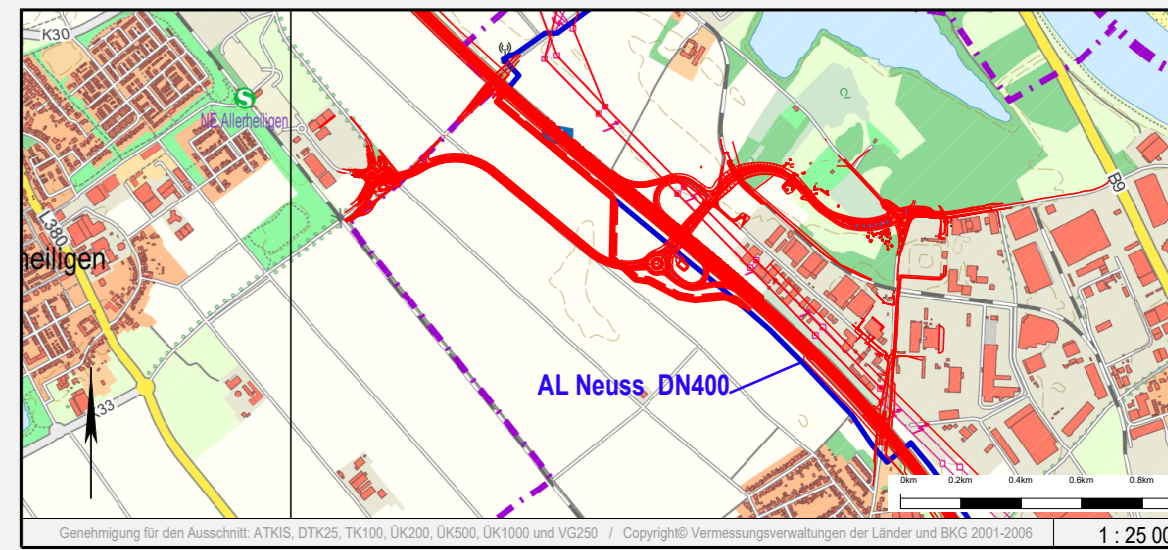 K30
S
NE Allerheiligen
L380
heiligen
K33
B9
AL Neuss DN400
0km 0.2km 0.4km 0.6km 0.8km
Genehmigung für den Ausschnitt: ATKIS, DTK25, TK100, ÜK200, ÜK500, ÜK1000 und VG250 / Copyright© Vermessungsverwaltungen der Länder und BKG 2001-2006
1 : 25 00